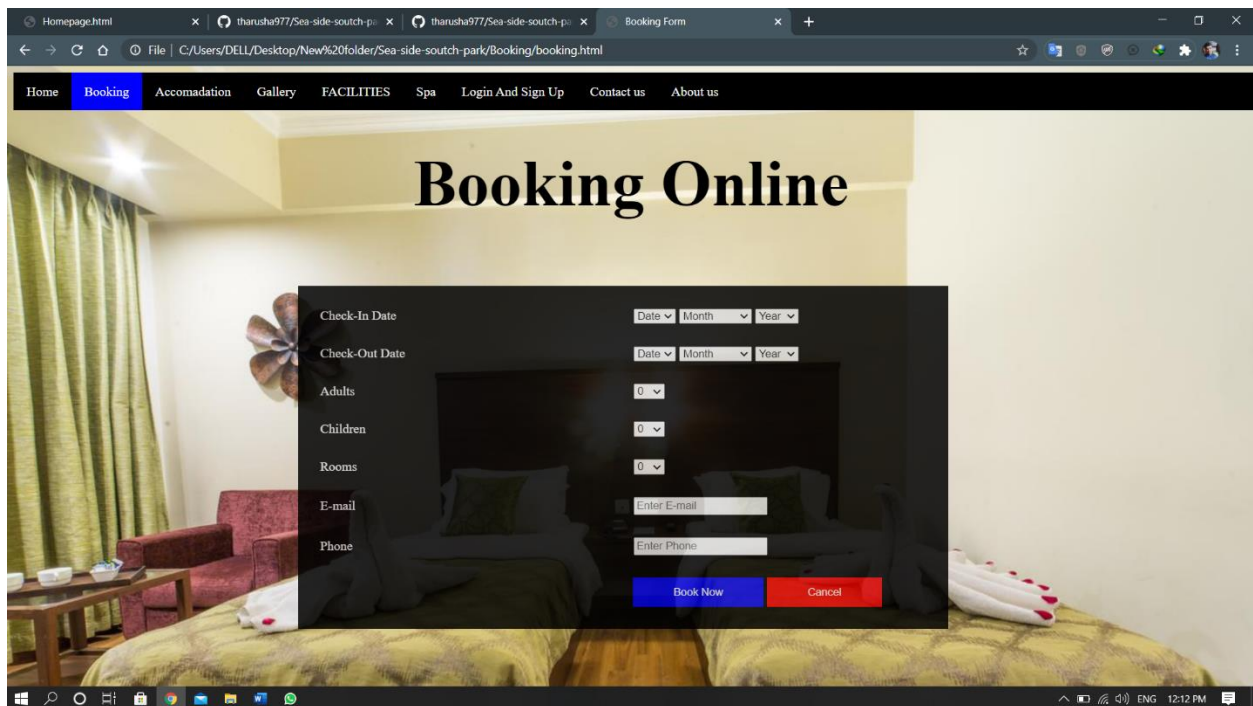 Homepage.html
tharusha977/Sea-side-soutch-pa
tharusha977/Sea-side-soutch-pa
Booking Form
File | C:/Users/DELL/Desktop/New%20folder/Sea-side-soutch-park/Booking/booking.html
Home Booking Accomadation Gallery FACILITIES Spa Login And Sign Up Contact us About us
Booking Online
Check-In Date Date Month Year
Check-Out Date Date Month Year
Adults 0
Children 0
Rooms 0
E-mail Enter E-mail
Phone Enter Phone
Book Now Cancel
ENG 12:12 PM